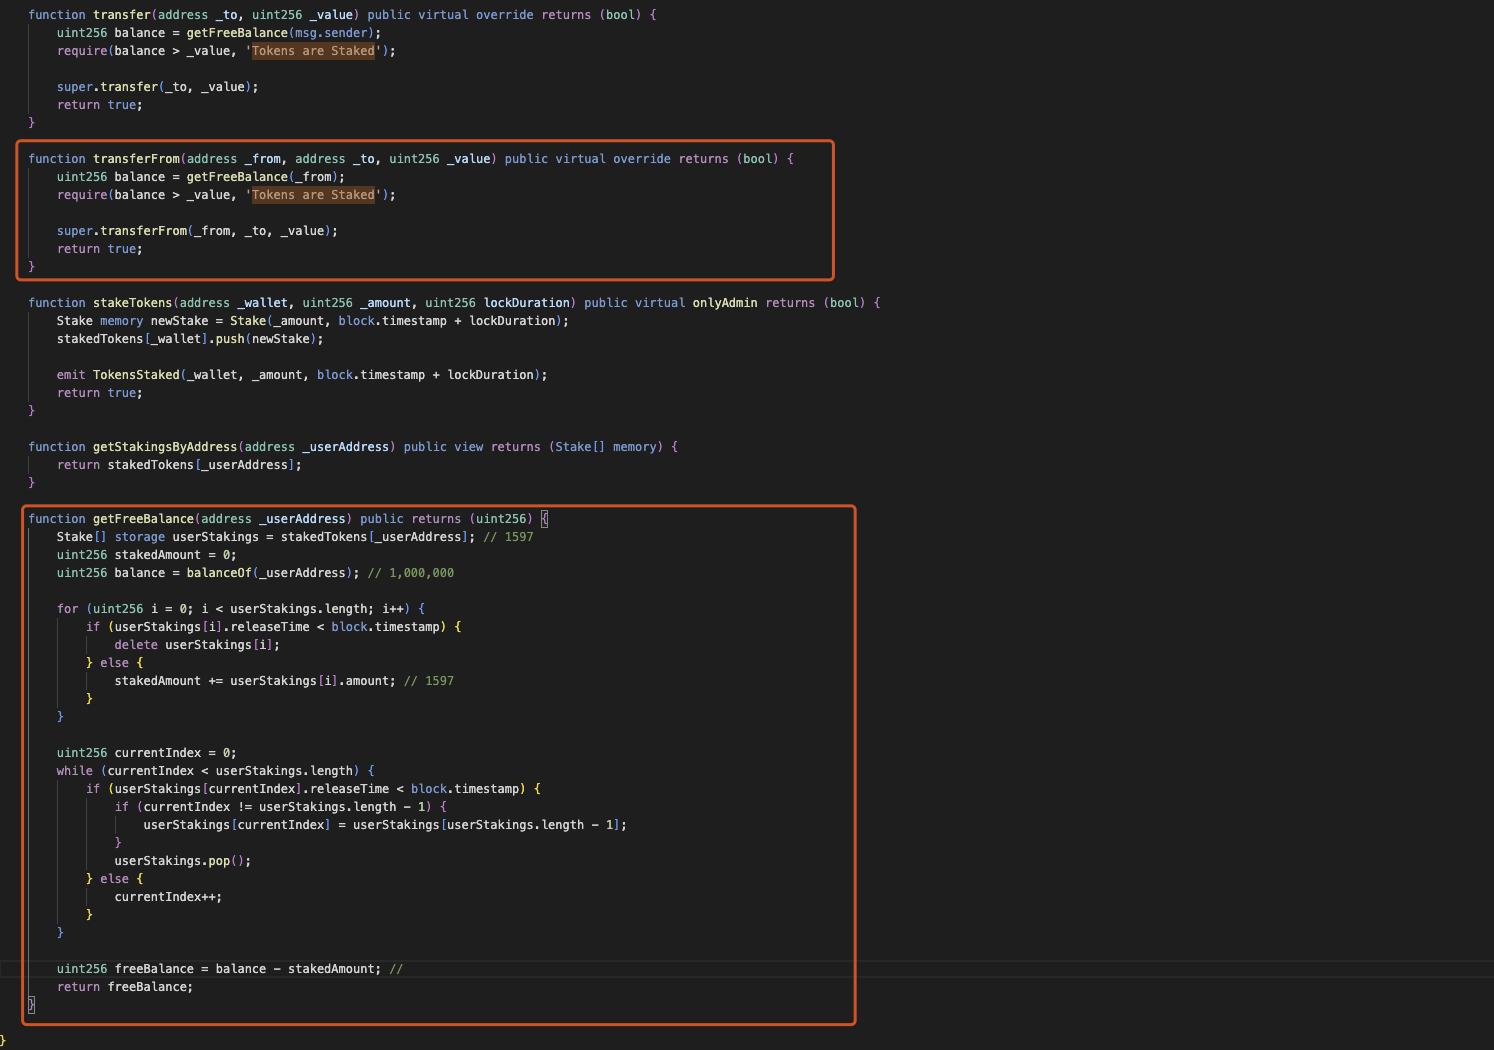 function transfer(address _to, uint256 _value) public virtual override returns (bool) {
uint256 balance = getFreeBalance(msg.sender);
require(balance > _value, 'Tokens are Staked');
super.transfer(_to, _value);
return true;
}
function transferFrom(address _from, address _to, uint256 _value) public virtual override returns (bool) {
uint256 balance = getFreeBalance(_from);
require(balance > _value, 'Tokens are Staked');
super.transferFrom(_from, _to, _value);
return true;
}
function stakeTokens(address _wallet, uint256 _amount, uint256 lockDuration) public virtual onlyAdmin returns (bool) {
Stake memory newStake = Stake(_amount, block.timestamp + lockDuration);
stakedTokens[_wallet].push(newStake);
emit TokensStaked(_wallet, _amount, block.timestamp + lockDuration);
return true;
}
function getStakingsByAddress(address _userAddress) public view returns (Stake[] memory) {
return stakedTokens[_userAddress];
}
function getFreeBalance(address _userAddress) public returns (uint256) {
Stake[] storage userStakings = stakedTokens[_userAddress]; // 1597
uint256 stakedAmount = 0;
uint256 balance = balanceOf(_userAddress); // 1,000,000
for (uint256 i = 0; i < userStakings.length; i++) {
if (userStakings[i].releaseTime < block.timestamp) {
delete userStakings[i];
} else {
stakedAmount += userStakings[i].amount; // 1597
}
}
uint256 currentIndex = 0;
while (currentIndex < userStakings.length) {
if (userStakings[currentIndex].releaseTime < block.timestamp) {
if (currentIndex != userStakings.length - 1) {
userStakings[currentIndex] = userStakings[userStakings.length - 1];
}
userStakings.pop();
} else {
currentIndex++;
}
}
uint256 freeBalance = balance - stakedAmount; //
return freeBalance;
}
}